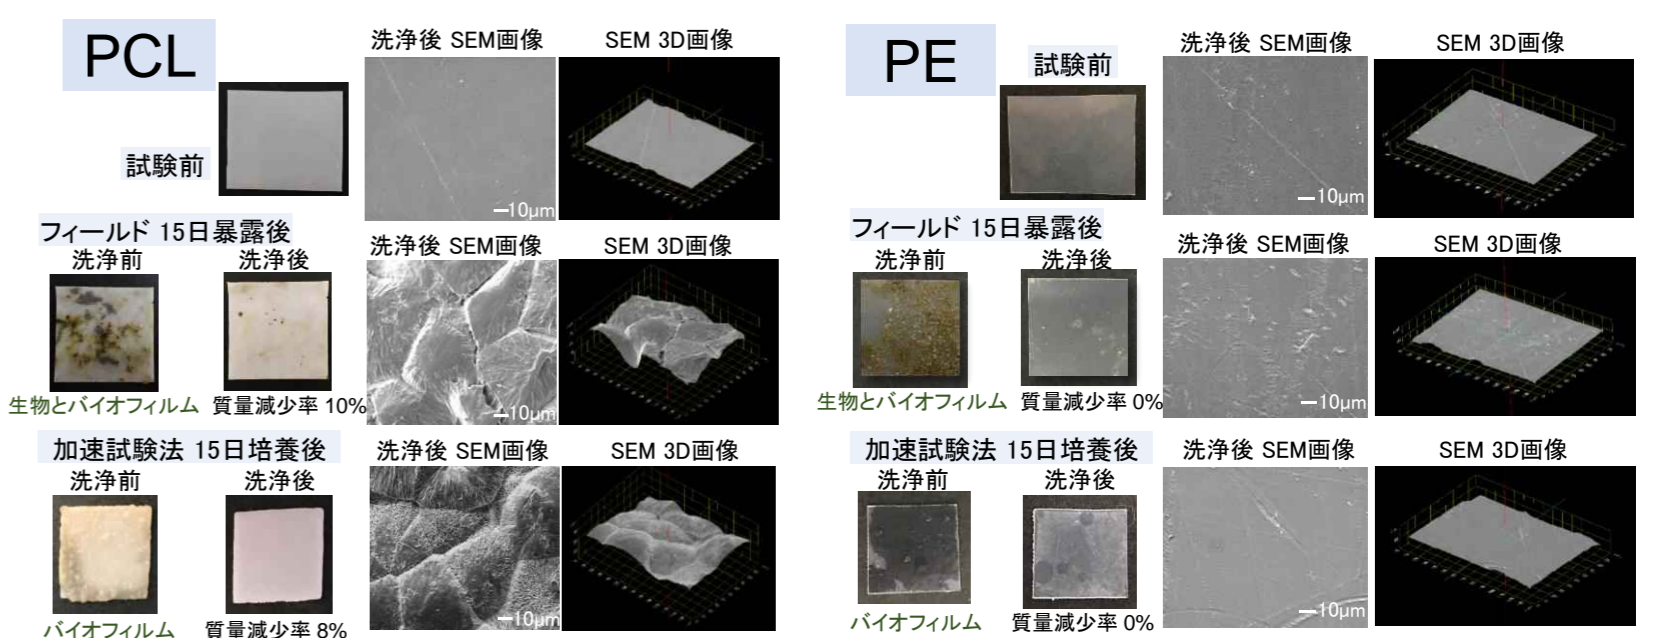 PCL
洗浄後 SEM画像
SEM 3D画像
試験前
10μm
フィールド 15日暴露後
洗浄前
洗浄後
洗浄後 SEM画像
SEM 3D画像
10μm
生物とバイオフィルム
質量減少率 10%
加速試験法 15日培養後
洗浄前
洗浄後
洗浄後 SEM画像
SEM 3D画像
10μm
バイオフィルム
質量減少率 8%
PE
試験前
洗浄後 SEM画像
SEM 3D画像
10μm
フィールド 15日暴露後
洗浄前
洗浄後
洗浄後 SEM画像
SEM 3D画像
10μm
生物とバイオフィルム
質量減少率 0%
加速試験法 15日培養後
洗浄前
洗浄後
洗浄後 SEM画像
SEM 3D画像
10μm
バイオフィルム
質量減少率 0%